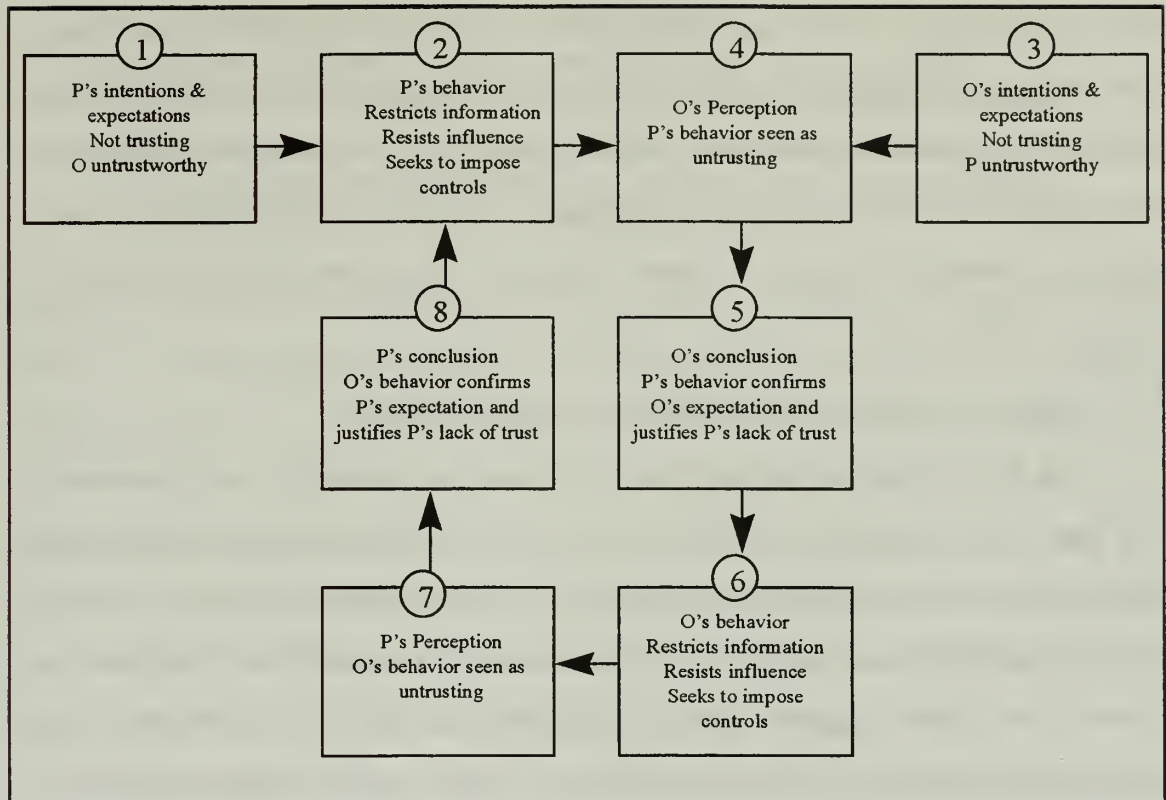 1
P's intentions &
expectations
Not trusting
O untrustworthy
2
P's behavior
Restricts information
Resists influence
Seeks to impose
controls
4
O's Perception
P's behavior seen as
untrusting
3
O's intentions &
expectations
Not trusting
P untrustworthy
8
P's conclusion
O's behavior confirms
P's expectation and
justifies P's lack of trust
5
O's conclusion
P's behavior confirms
O's expectation and
justifies P's lack of trust
7
P's Perception
O's behavior seen as
untrusting
6
O's behavior
Restricts information
Resists influence
Seeks to impose
controls